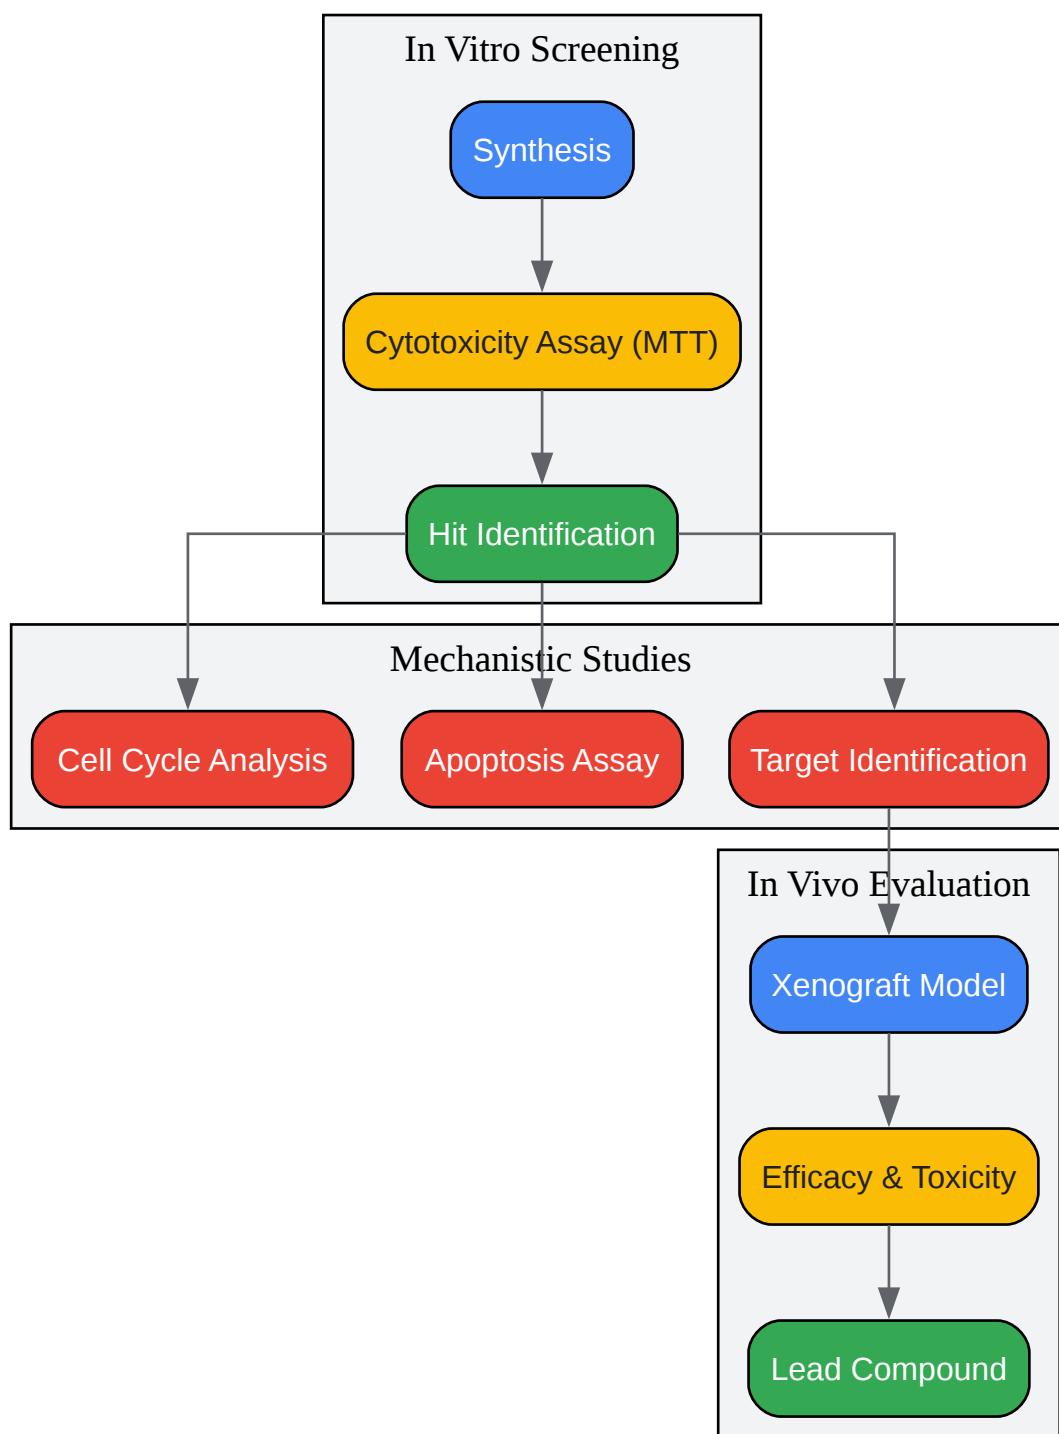 In Vitro Screening
Synthesis
Cytotoxicity Assay (MTT)
Hit Identification
Mechanistic Studies
Cell Cycle Analysis
Apoptosis Assay
Target Identification
In Vivo Evaluation
Xenograft Model
Efficacy & Toxicity
Lead Compound